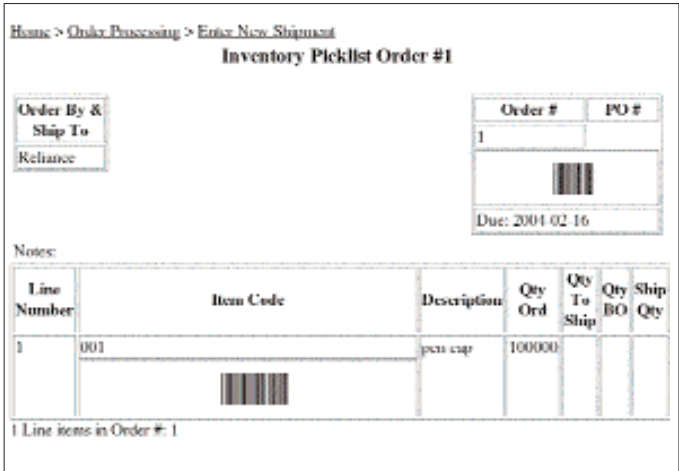 Home > Order Processing > Enter New Shipment
Inventory Picklist Order #1
Order By &
Ship To
Reliance
Order # PO #
1
Due: 2004-02-16
Notes:
Line
Number
Item Code
Description
Qty
Ord
Qty
To
Ship
Qty
BO
Ship
Qty
1 001 pen cap 100000
1 Line items in Order #: 1